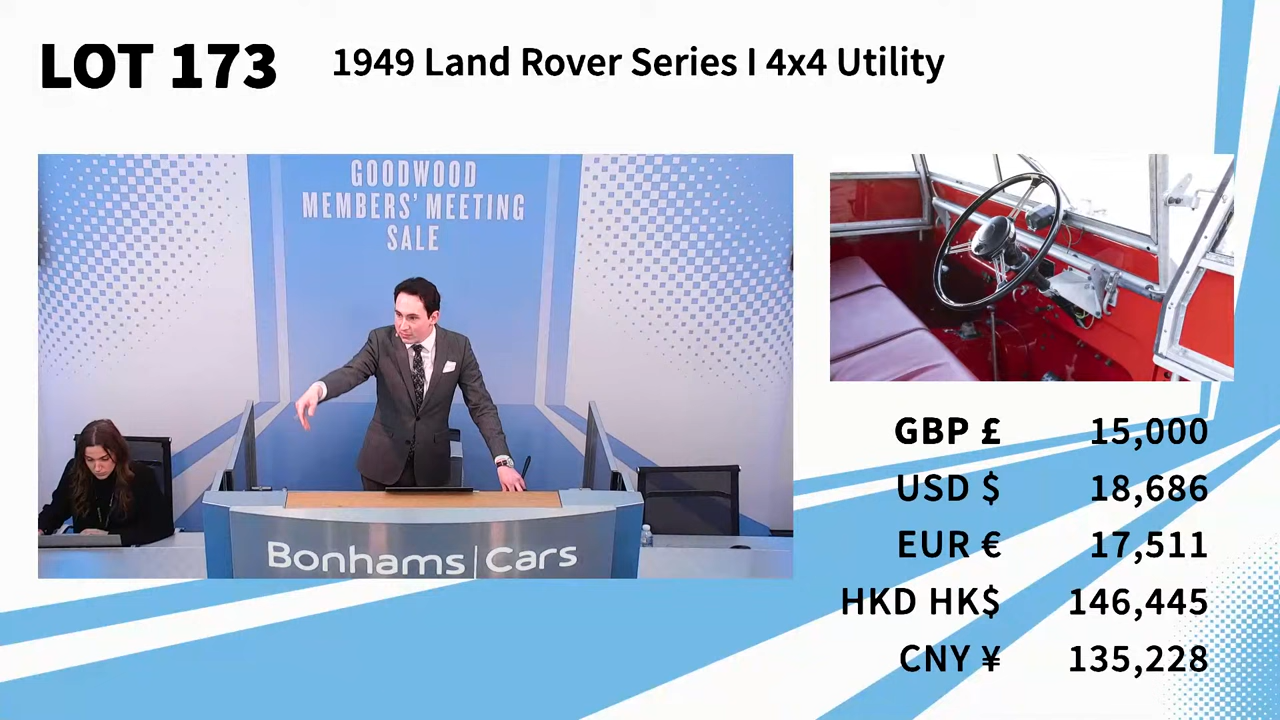 LOT 173
1949 Land Rover Series I 4x4 Utility
GOODWOOD
MEMBERS' MEETING
SALE
Bonhams | Cars
GBP £ 15,000
USD $ 18,686
EUR € 17,511
HKD HK$ 146,445
CNY ¥ 135,228